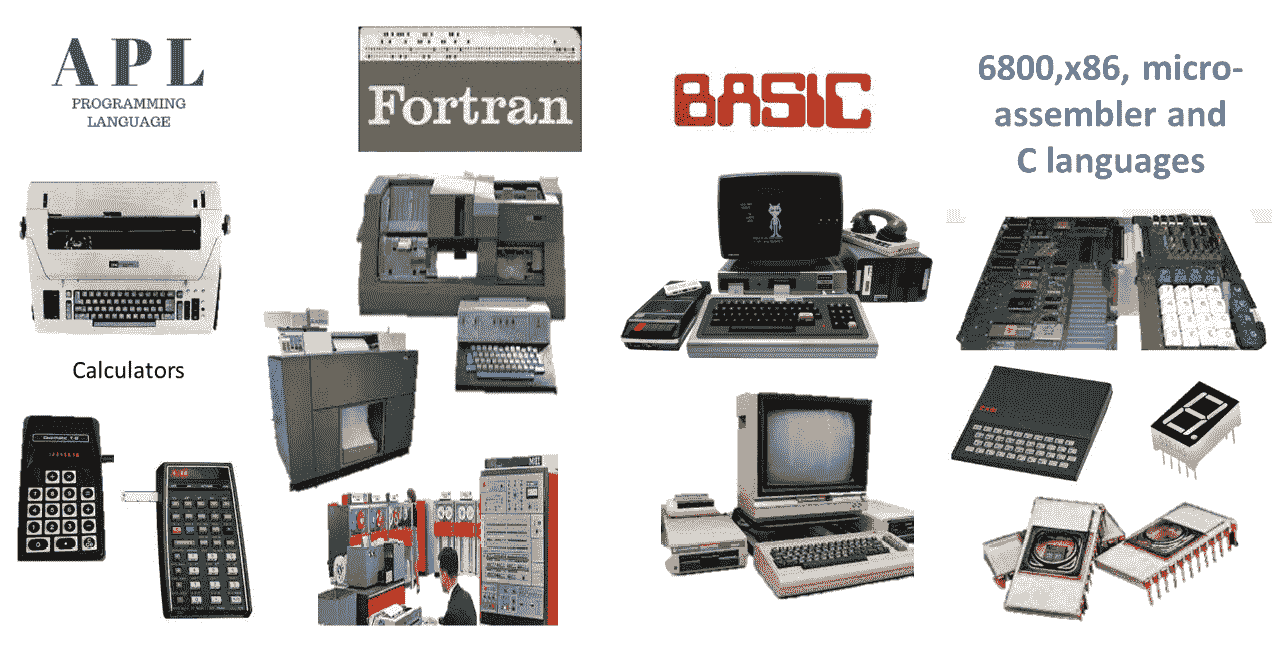 APL
PROGRAMMING
LANGUAGE
Fortran
BASIC
6800,x86, micro-
assembler and
C languages
Calculators